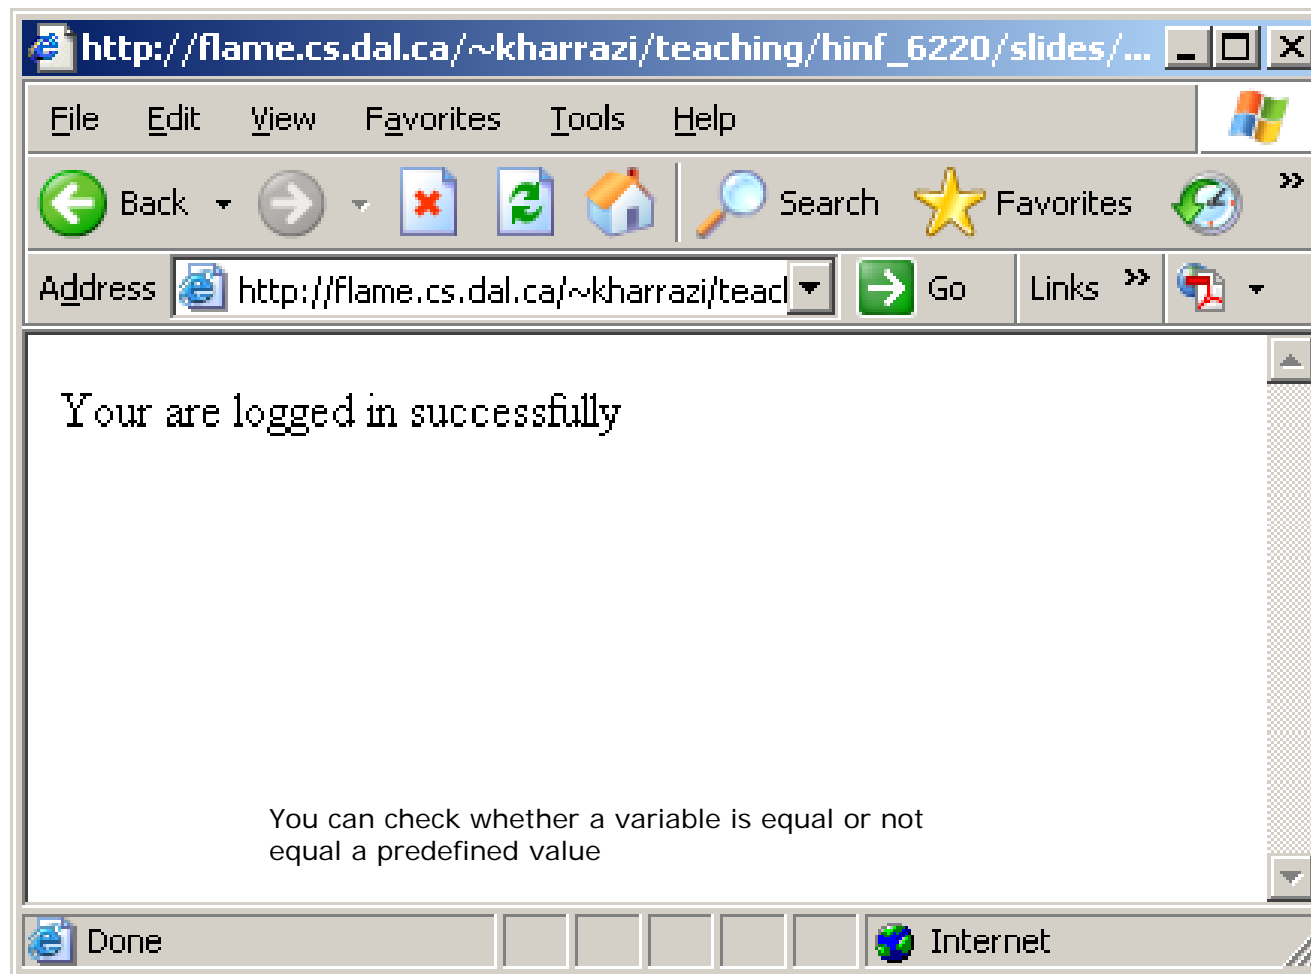 http://flame.cs.dal.ca/~kharrazi/teaching/hinf_6220/slides/...
File Edit View Favorites Tools Help
Back Search Favorites »
Address http://flame.cs.dal.ca/~kharrazi/teacl Go Links »
Your are logged in successfully
You can check whether a variable is equal or not
equal a predefined value
Done Internet